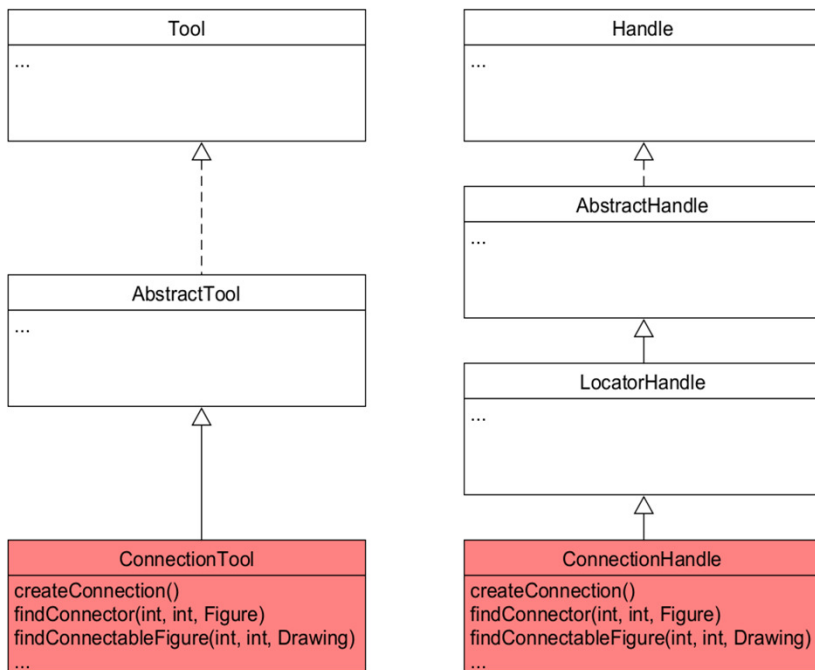 Tool
...
Handle
...
AbstractHandle
...
AbstractTool
...
LocatorHandle
...
ConnectionTool
createConnection()
findConnector(int, int, Figure)
findConnectableFigure(int, int, Drawing)
...
ConnectionHandle
createConnection()
findConnector(int, int, Figure)
findConnectableFigure(int, int, Drawing)
...